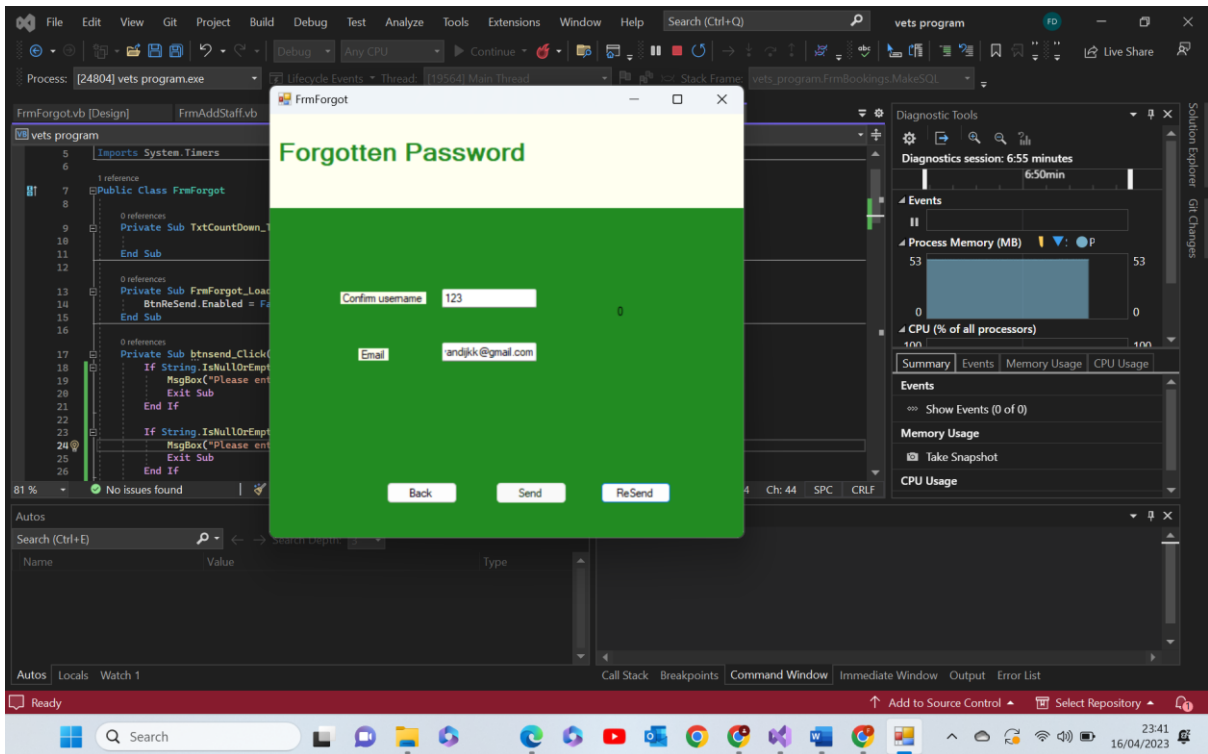 File Edit View Git Project Build Debug Test Analyze Tools Extensions Window Help Search (Ctrl+Q) vets program FD
Debug Any CPU Continue Live Share
Process: [24804] vets program.exe Lifecycle Events Thread: [19564] Main Thread Stack Frame: vets_program.FrmBookings.MakeSQL
FrmForgot.vb [Design] FrmAddStaff.vb
vets program
5 Imports System.Timers
6
1 reference
7 Public Class FrmForgot
8
0 references
9 Private Sub TxtCountDown_
10
11 End Sub
12
0 references
13 Private Sub FrmForgot_Loa
14 BtnReSend.Enabled = Fa
15 End Sub
16
0 references
17 Private Sub btnsend_Click(
18 If String.IsNullOrEmpt
19 MsgBox("Please ent
20 Exit Sub
21 End If
22
23 If String.IsNullOrEmpt
24 MsgBox("Please ent
25 Exit Sub
26 End If
81 % No issues found Ch: 44 SPC CRLF
FrmForgot
Forgotten Password
Confim username 123
0
Email andijkk@gmail.com
Back Send ReSend
Diagnostic Tools
Diagnostics session: 6:55 minutes
6:50min
Events
Process Memory (MB) P
53 53
0 0
CPU (% of all processors)
100 100
Summary Events Memory Usage CPU Usage
Events
Show Events (0 of 0)
Memory Usage
Take Snapshot
CPU Usage
Solution Explorer
Git Changes
Autos
Search (Ctrl+E) Search Depth: 3
Name Value Type
Autos Locals Watch 1
Call Stack Breakpoints Command Window Immediate Window Output Error List
Ready Add to Source Control Select Repository
Search
23:41
16/04/2023